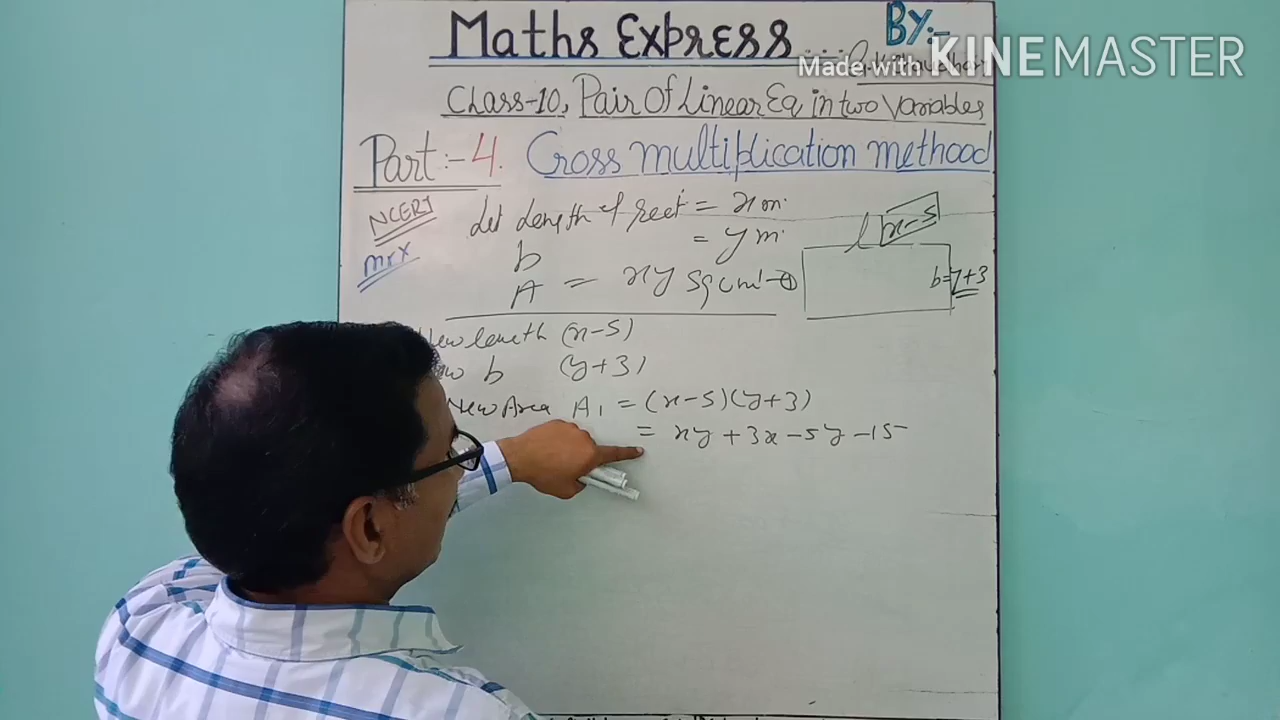 Maths Express ....
BY:-
Made with KINEMASTER
Class-10, Pair Of Linear Eq in two Variables
Part:-4. Cross multiplication methood
NCERT
Let Length of rect = x m.
b = y m.
A = xy sq
l x-5
b=y+3
New length (x-5)
b (y+3)
New Area A1 = (x-5)(y+3)
= xy+3x-5y-15